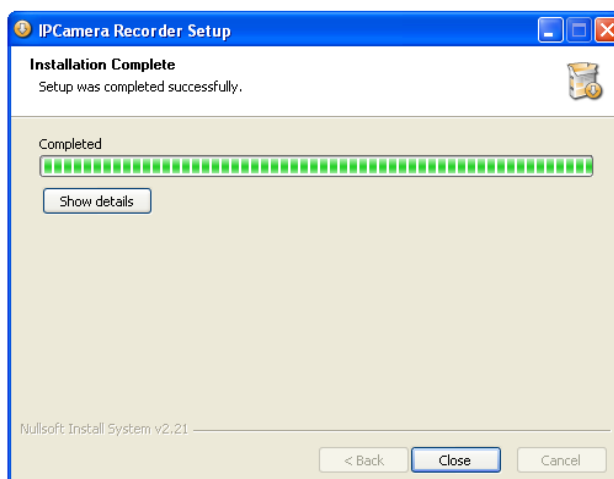 IPCamera Recorder Setup
Installation Complete
Setup was completed successfully.
Completed
Show details
Nullsoft Install System v2.21
< Back Close Cancel